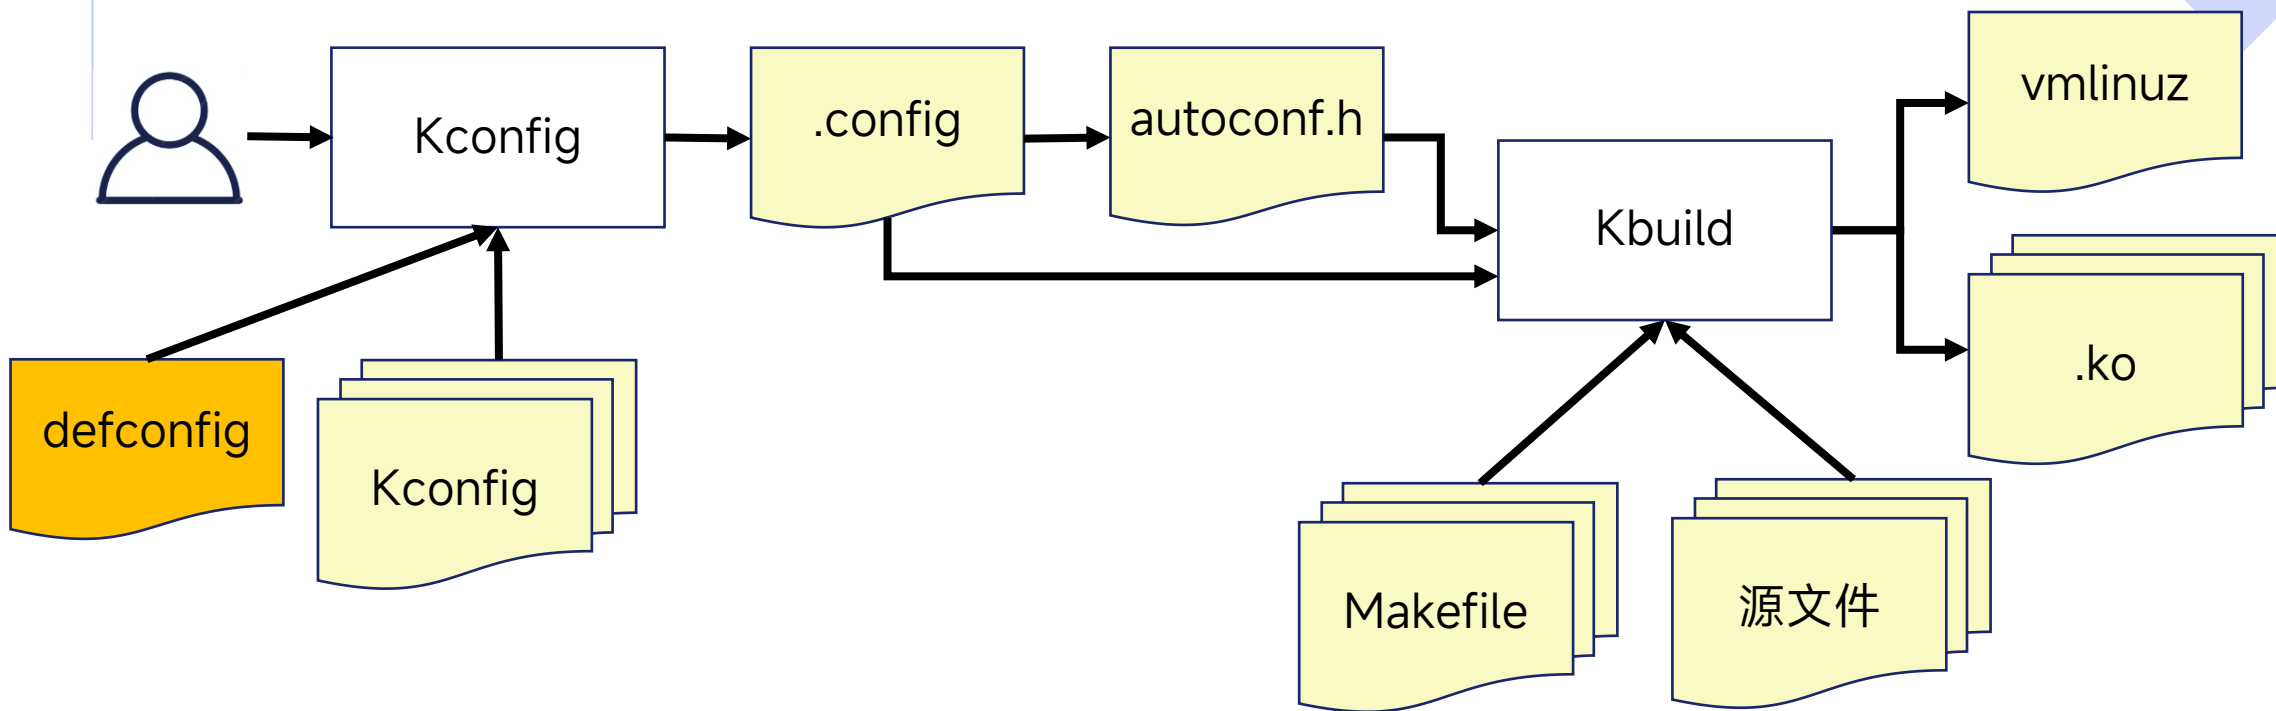 Kconfig
.config
autoconf.h
vmlinuz
Kbuild
.ko
defconfig
Kconfig
Makefile
源文件